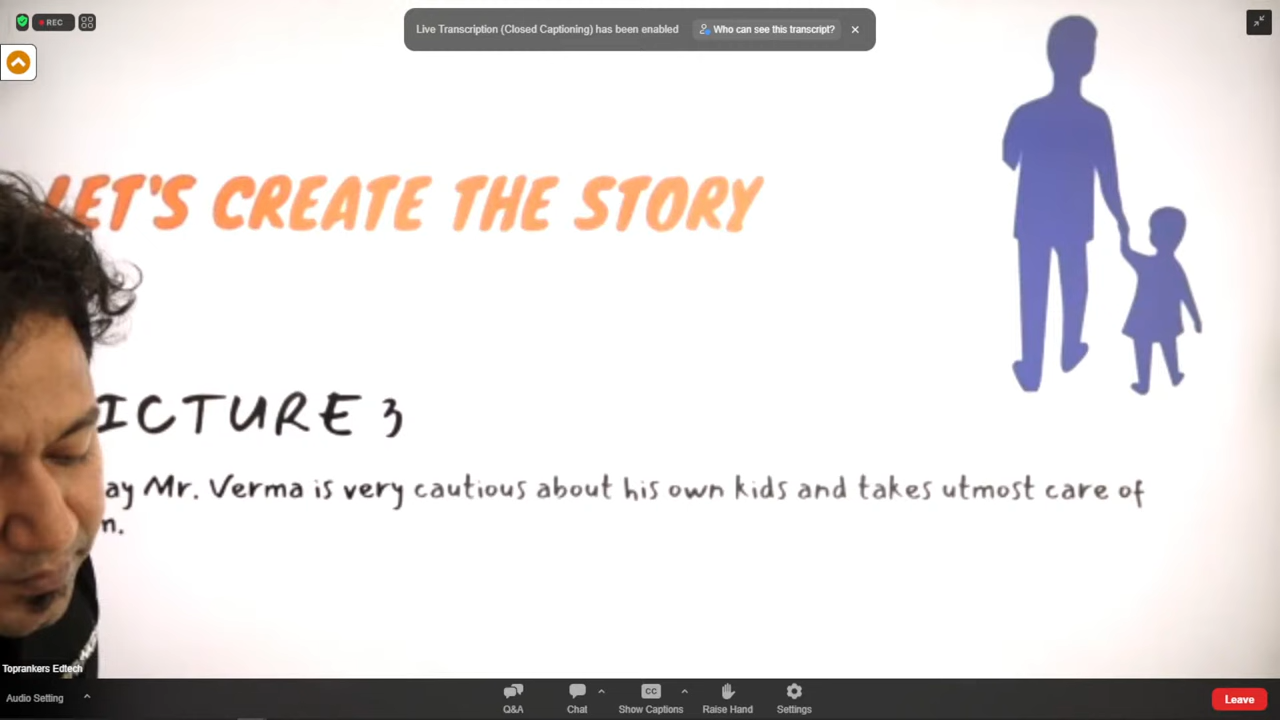 REC
Live Transcription (Closed Captioning) has been enabled
Who can see this transcript?
LET'S CREATE THE STORY
ICTURE 3
ay Mr. Verma is very cautious about his own kids and takes utmost care of
n.
Toprankers Edtech
Audio Setting
Q&A
Chat
CC
Show Captions
Raise Hand
Settings
Leave